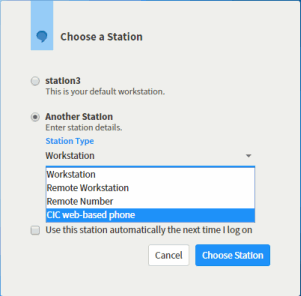 Choose a Station
station3
This is your default workstation.
Another Station
Enter station details.
Station Type
Workstation
Workstation
Remote Workstation
Remote Number
CIC web-based phone
Use this station automatically the next time I log on
Cancel Choose Station